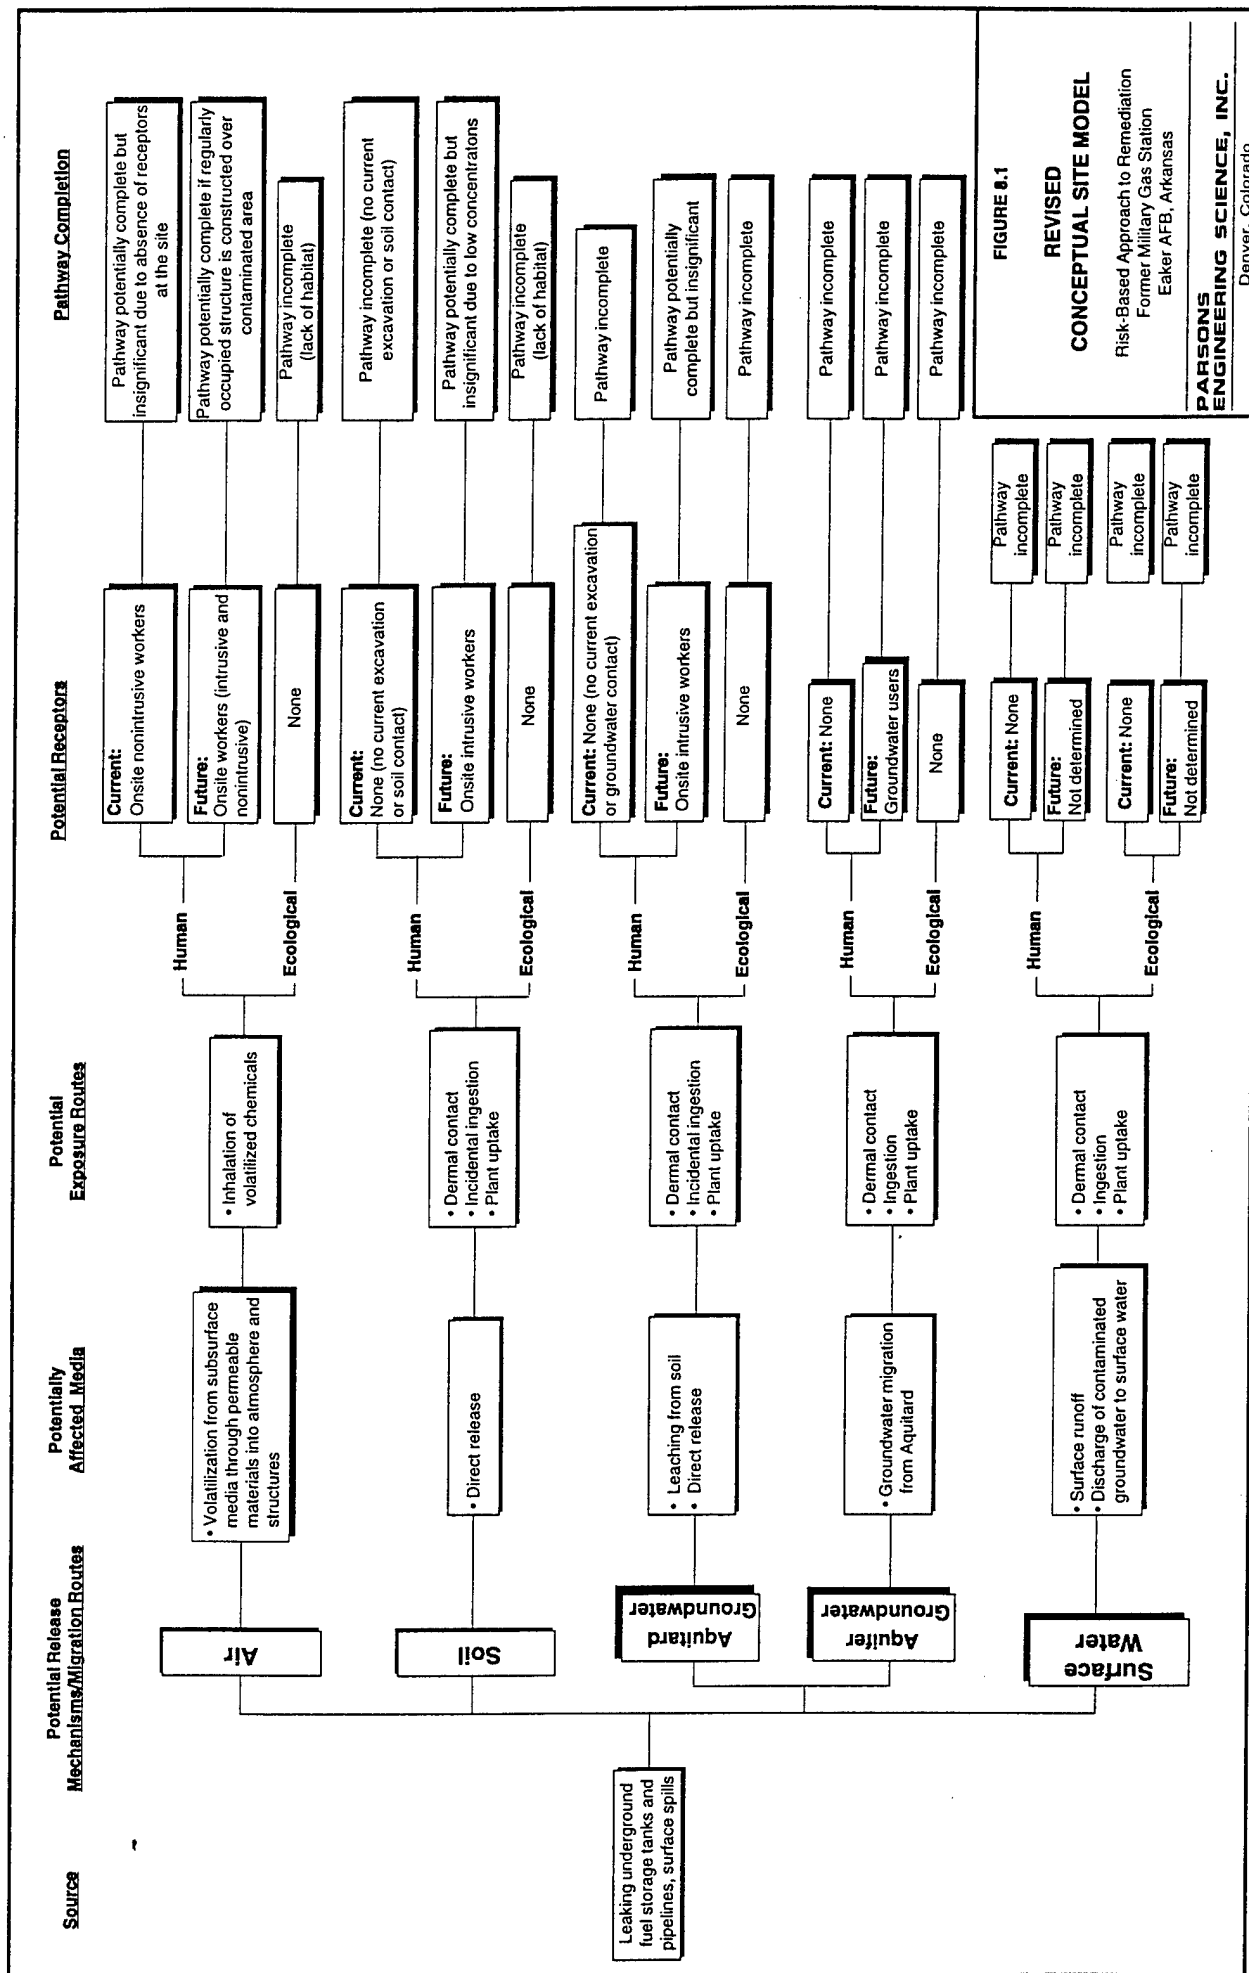 Source
Potential Release
Mechanisms/Migration Routes
Potentially
Affected Media
Potential
Exposure Routes
Potential Receptors
Pathway Completion
Leaking underground
fuel storage tanks and
pipelines, surface spills
Air
• Volatilization from subsurface
media through permeable
materials into atmosphere and
structures
• Inhalation of
volatilized chemicals
Human
Current:
Onsite nonintrusive workers
Pathway potentially complete but
insignificant due to absence of receptors
at the site
Future:
Onsite workers (intrusive and
nonintrusive)
Pathway potentially complete if regularly
occupied structure is constructed over
contaminated area
Ecological
None
Pathway incomplete
(lack of habitat)
Soil
• Direct release
• Dermal contact
• Incidental ingestion
• Plant uptake
Human
Current:
None (no current excavation
or soil contact)
Pathway incomplete (no current
excavation or soil contact)
Future:
Onsite intrusive workers
Pathway potentially complete but
insignificant due to low concentratons
Ecological
None
Pathway incomplete
(lack of habitat)
Aquitard
Groundwater
• Leaching from soil
• Direct release
• Dermal contact
• Incidental ingestion
• Plant uptake
Human
Current: None (no current excavation
or groundwater contact)
Pathway incomplete
Future:
Onsite intrusive workers
Pathway potentially
complete but insignificant
Ecological
None
Pathway incomplete
Aquifer
Groundwater
• Groundwater migration
from Aquitard
• Dermal contact
• Ingestion
• Plant uptake
Human
Current: None
Pathway incomplete
Future:
Groundwater users
Pathway incomplete
Ecological
None
Pathway incomplete
Surface
Water
• Surface runoff
• Discharge of contaminated
groundwater to surface water
• Dermal contact
• Ingestion
• Plant uptake
Human
Current: None
Pathway
incomplete
Future:
Not determined
Pathway
incomplete
Ecological
Current: None
Pathway
incomplete
Future:
Not determined
Pathway
incomplete
FIGURE 8.1
REVISED
CONCEPTUAL SITE MODEL
Risk-Based Approach to Remediation
Former Military Gas Station
Eaker AFB, Arkansas
PARSONS
ENGINEERING SCIENCE, INC.
Denver, Colorado